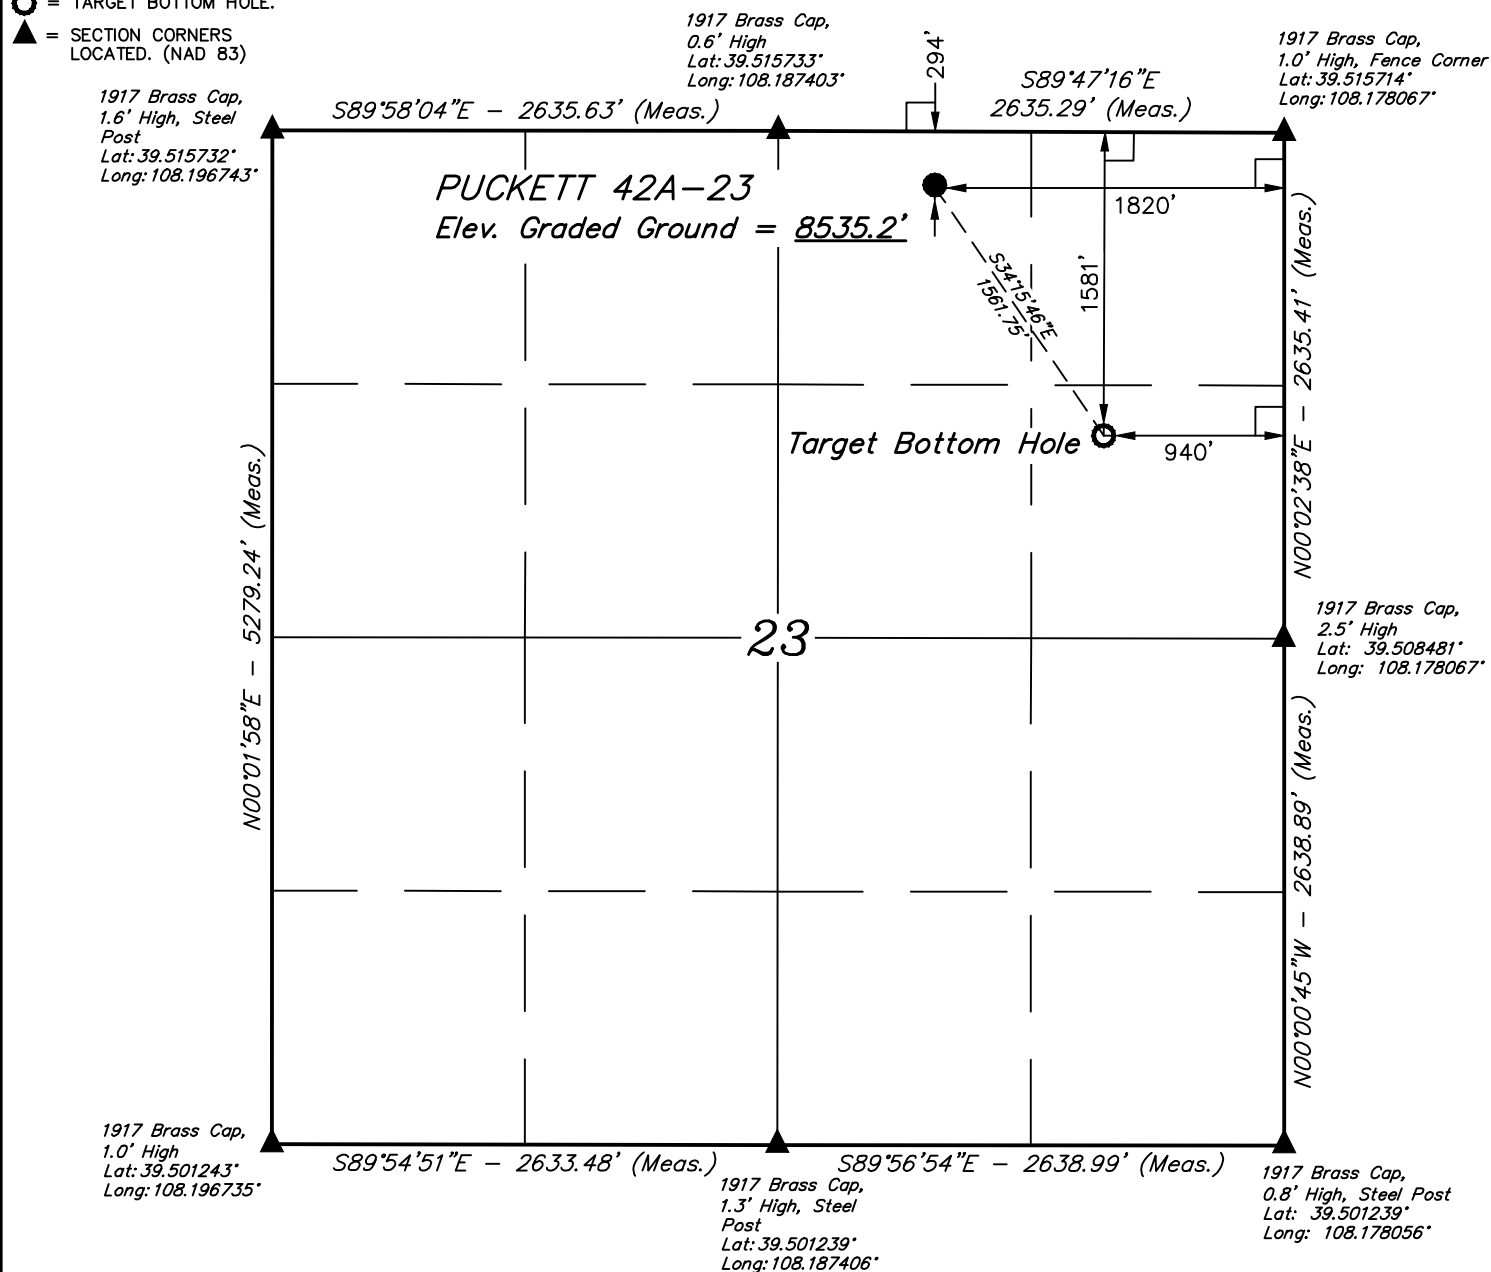 = TARGET BOTTOM HOLE.
= SECTION CORNERS
LOCATED. (NAD 83)
1917 Brass Cap,
1.6' High, Steel
Post
Lat: 39.515732°
Long: 108.196743°
S89°58'04"E - 2635.63' (Meas.)
1917 Brass Cap,
0.6' High
Lat: 39.515733°
Long: 108.187403°
294'
S89°47'16"E
2635.29' (Meas.)
1917 Brass Cap,
1.0' High, Fence Corner
Lat: 39.515714°
Long: 108.178067°
PUCKETT 42A-23
Elev. Graded Ground = 8535.2'
1820'
1581'
S34°15'46"E
1561.75'
N00°02'38"E - 2635.41' (Meas.)
Target Bottom Hole
940'
N00°01'58"E - 5279.24' (Meas.)
23
1917 Brass Cap,
2.5' High
Lat: 39.508481°
Long: 108.178067°
N00°00'45"W - 2638.89' (Meas.)
1917 Brass Cap,
1.0' High
Lat: 39.501243°
Long: 108.196735°
S89°54'51"E - 2633.48' (Meas.)
1917 Brass Cap,
1.3' High, Steel
Post
Lat: 39.501239°
Long: 108.187406°
S89°56'54"E - 2638.99' (Meas.)
1917 Brass Cap,
0.8' High, Steel Post
Lat: 39.501239°
Long: 108.178056°